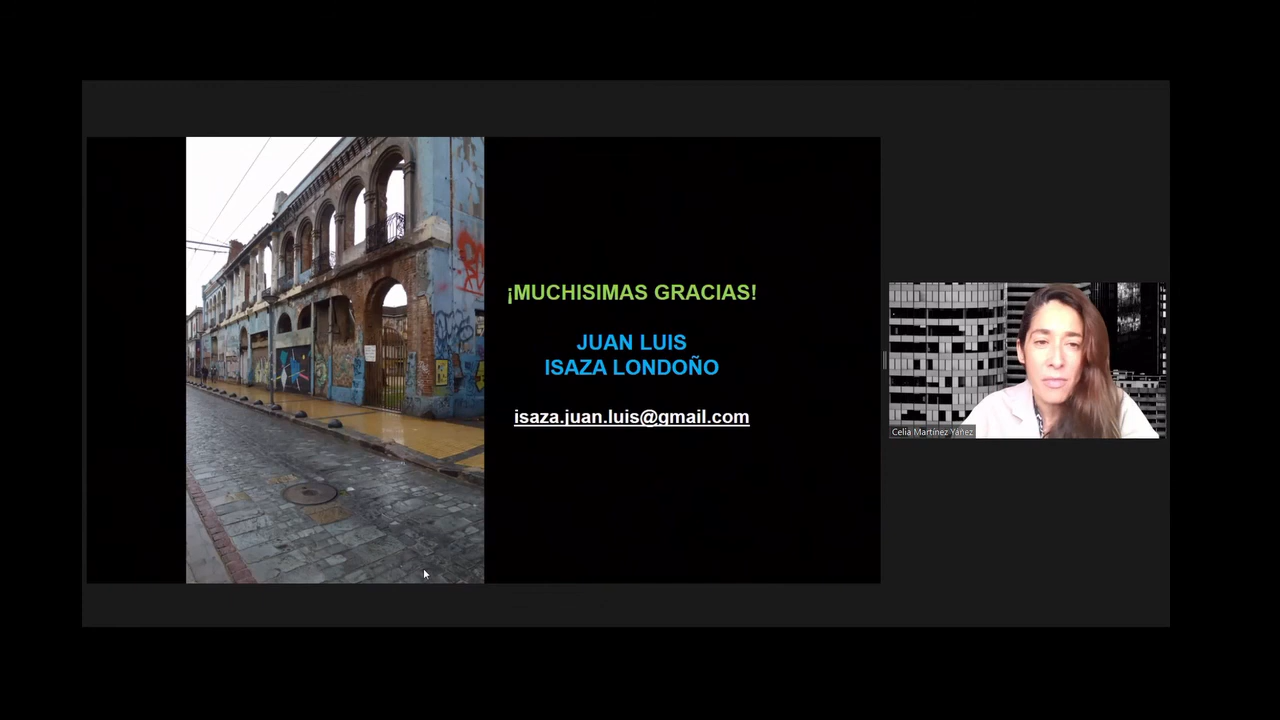 ¡MUCHISIMAS GRACIAS!
JUAN LUIS
ISAZA LONDOÑO
isaza.juan.luis@gmail.com
Celia Martínez Yáñez